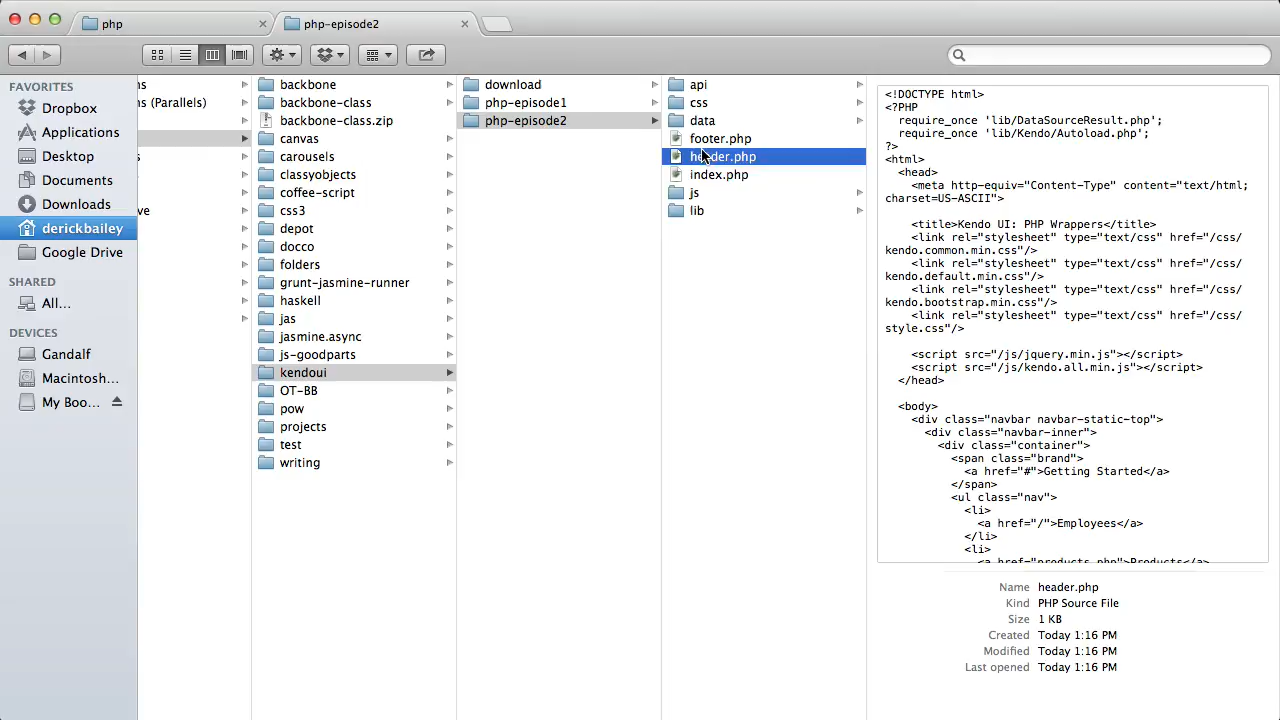 php
php-episode2
FAVORITES
Dropbox
Applications
Desktop
Documents
Downloads
derickbailey
Google Drive
SHARED
All...
DEVICES
Gandalf
Macintosh...
My Boo...
ns
ns (Parallels)
s
ve
backbone
backbone-class
backbone-class.zip
canvas
carousels
classyobjects
coffee-script
css3
depot
docco
folders
grunt-jasmine-runner
haskell
jas
jasmine.async
js-goodparts
kendoui
OT-BB
pow
projects
test
writing
download
php-episode1
php-episode2
api
css
data
footer.php
header.php
index.php
js
lib
<!DOCTYPE html>
<?PHP
require_once 'lib/DataSourceResult.php';
require_once 'lib/Kendo/Autoload.php';
?>
<html>
<head>
<meta http-equiv="Content-Type" content="text/html;
charset=US-ASCII">
<title>Kendo UI: PHP Wrappers</title>
<link rel="stylesheet" type="text/css" href="/css/
kendo.common.min.css"/>
<link rel="stylesheet" type="text/css" href="/css/
kendo.default.min.css"/>
<link rel="stylesheet" type="text/css" href="/css/
kendo.bootstrap.min.css"/>
<link rel="stylesheet" type="text/css" href="/css/
style.css"/>
<script src="/js/jquery.min.js"></script>
<script src="/js/kendo.all.min.js"></script>
</head>
<body>
<div class="navbar navbar-static-top">
<div class="navbar-inner">
<div class="container">
<span class="brand">
<a href="#">Getting Started</a>
</span>
<ul class="nav">
<li>
<a href="/">Employees</a>
</li>
<li>
<a href="products.php">Products</a>
Name header.php
Kind PHP Source File
Size 1 KB
Created Today 1:16 PM
Modified Today 1:16 PM
Last opened Today 1:16 PM